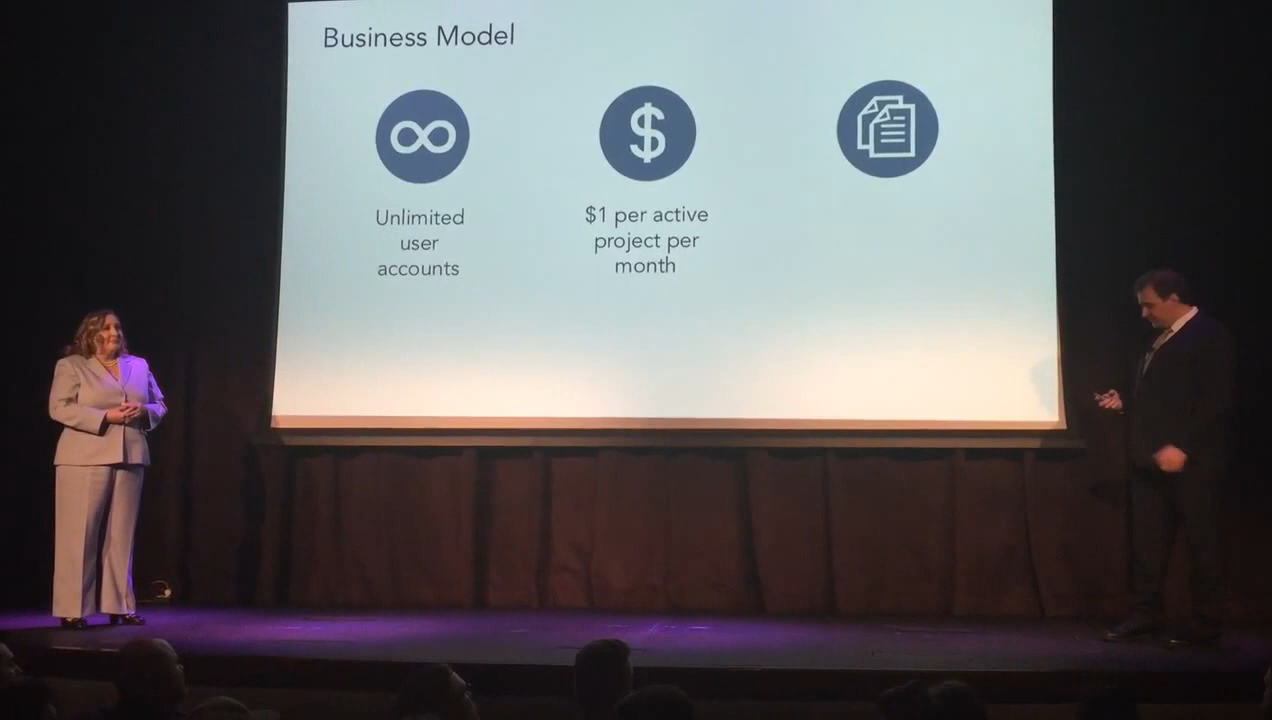 Business Model
Unlimited
user
accounts
$1 per active
project per
month